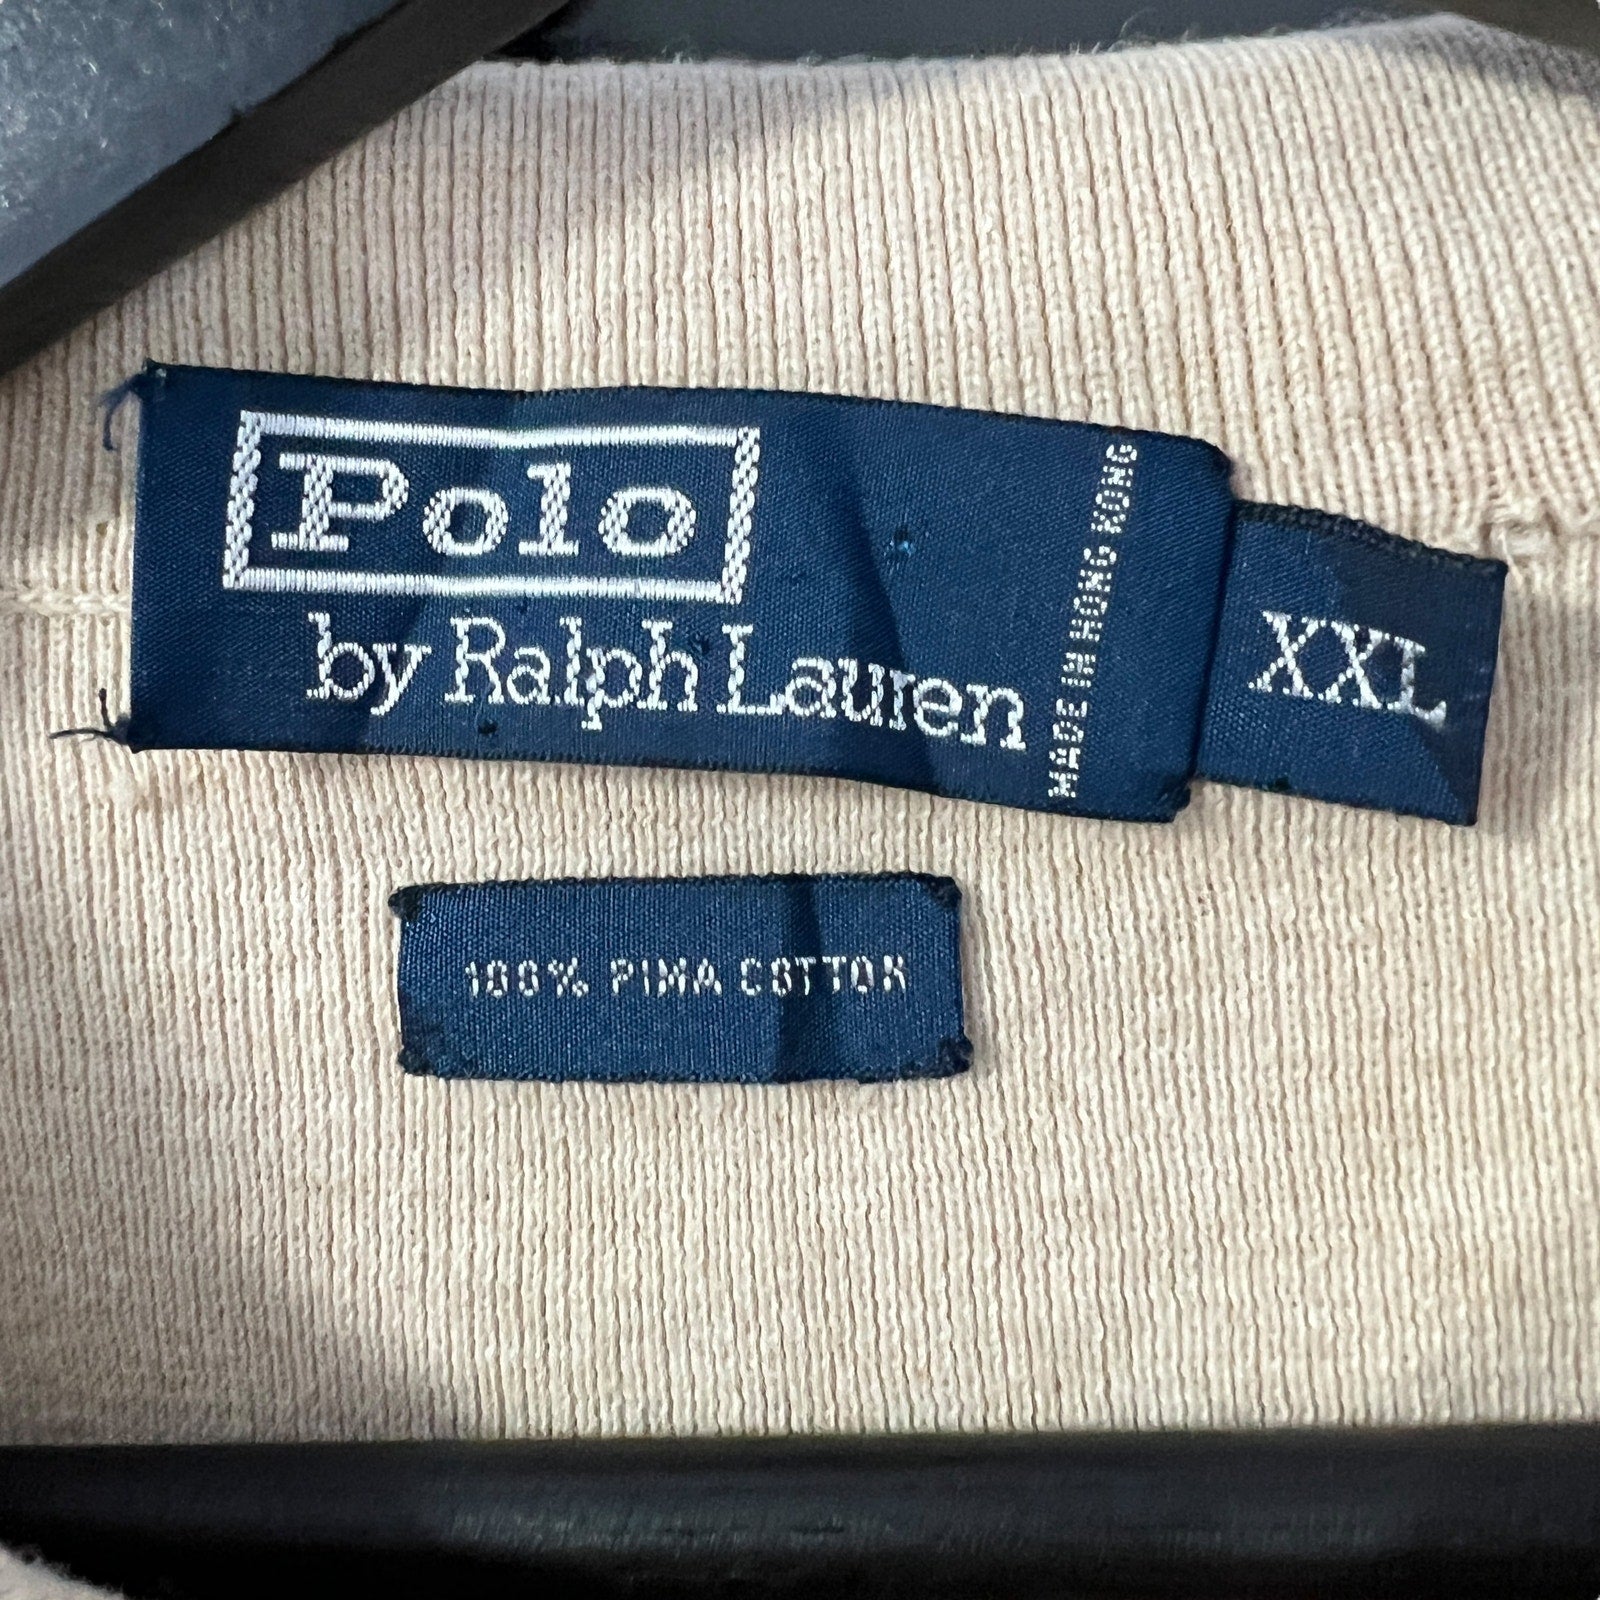 Polo
by Ralph Lauren
MADE IN HONG KONG
XXL
100% PIMA COTTON